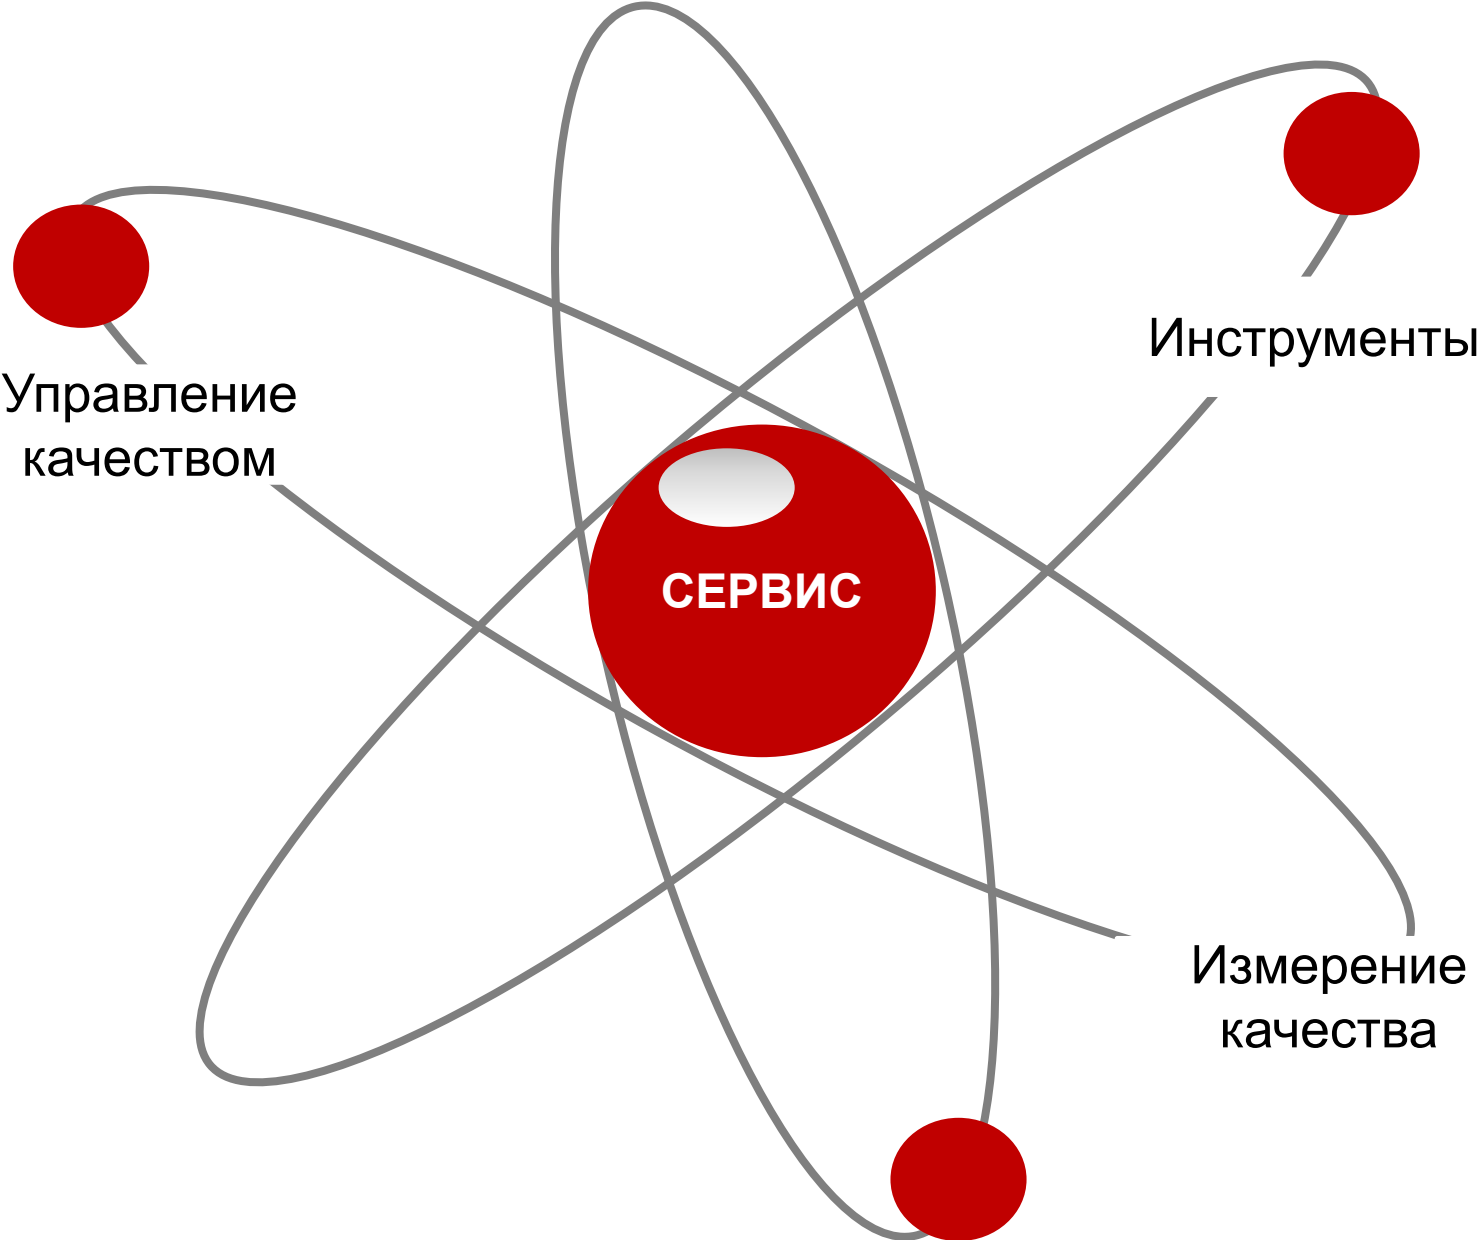 Инструменты
Управление
качеством
СЕРВИС
Измерение
качества